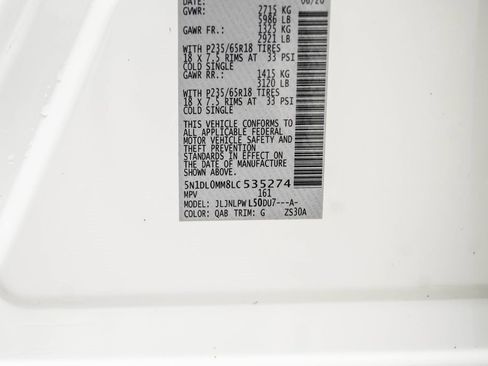 DATE: 06/20
GVWR: 2715 KG
5986 LB
GAWR FR.: 1325 KG
2921 LB
WITH P235/65R18 TIRES
18 X 7.5 RIMS AT 33 PSI
COLD SINGLE
GAWR RR.: 1415 KG
3120 LB
WITH P235/65R18 TIRES
18 X 7.5 RIMS AT 33 PSI
COLD SINGLE
THIS VEHICLE CONFORMS TO
ALL APPLICABLE FEDERAL
MOTOR VEHICLE SAFETY AND
THEFT PREVENTION
STANDARDS IN EFFECT ON THE
DATE OF MANUFACTURE
SHOWN ABOVE.
5N1DL0MM8LC535274
MPV 161
MODEL: JLJNLPWL50DU7---A-
COLOR: QAB TRIM: G ZS30A